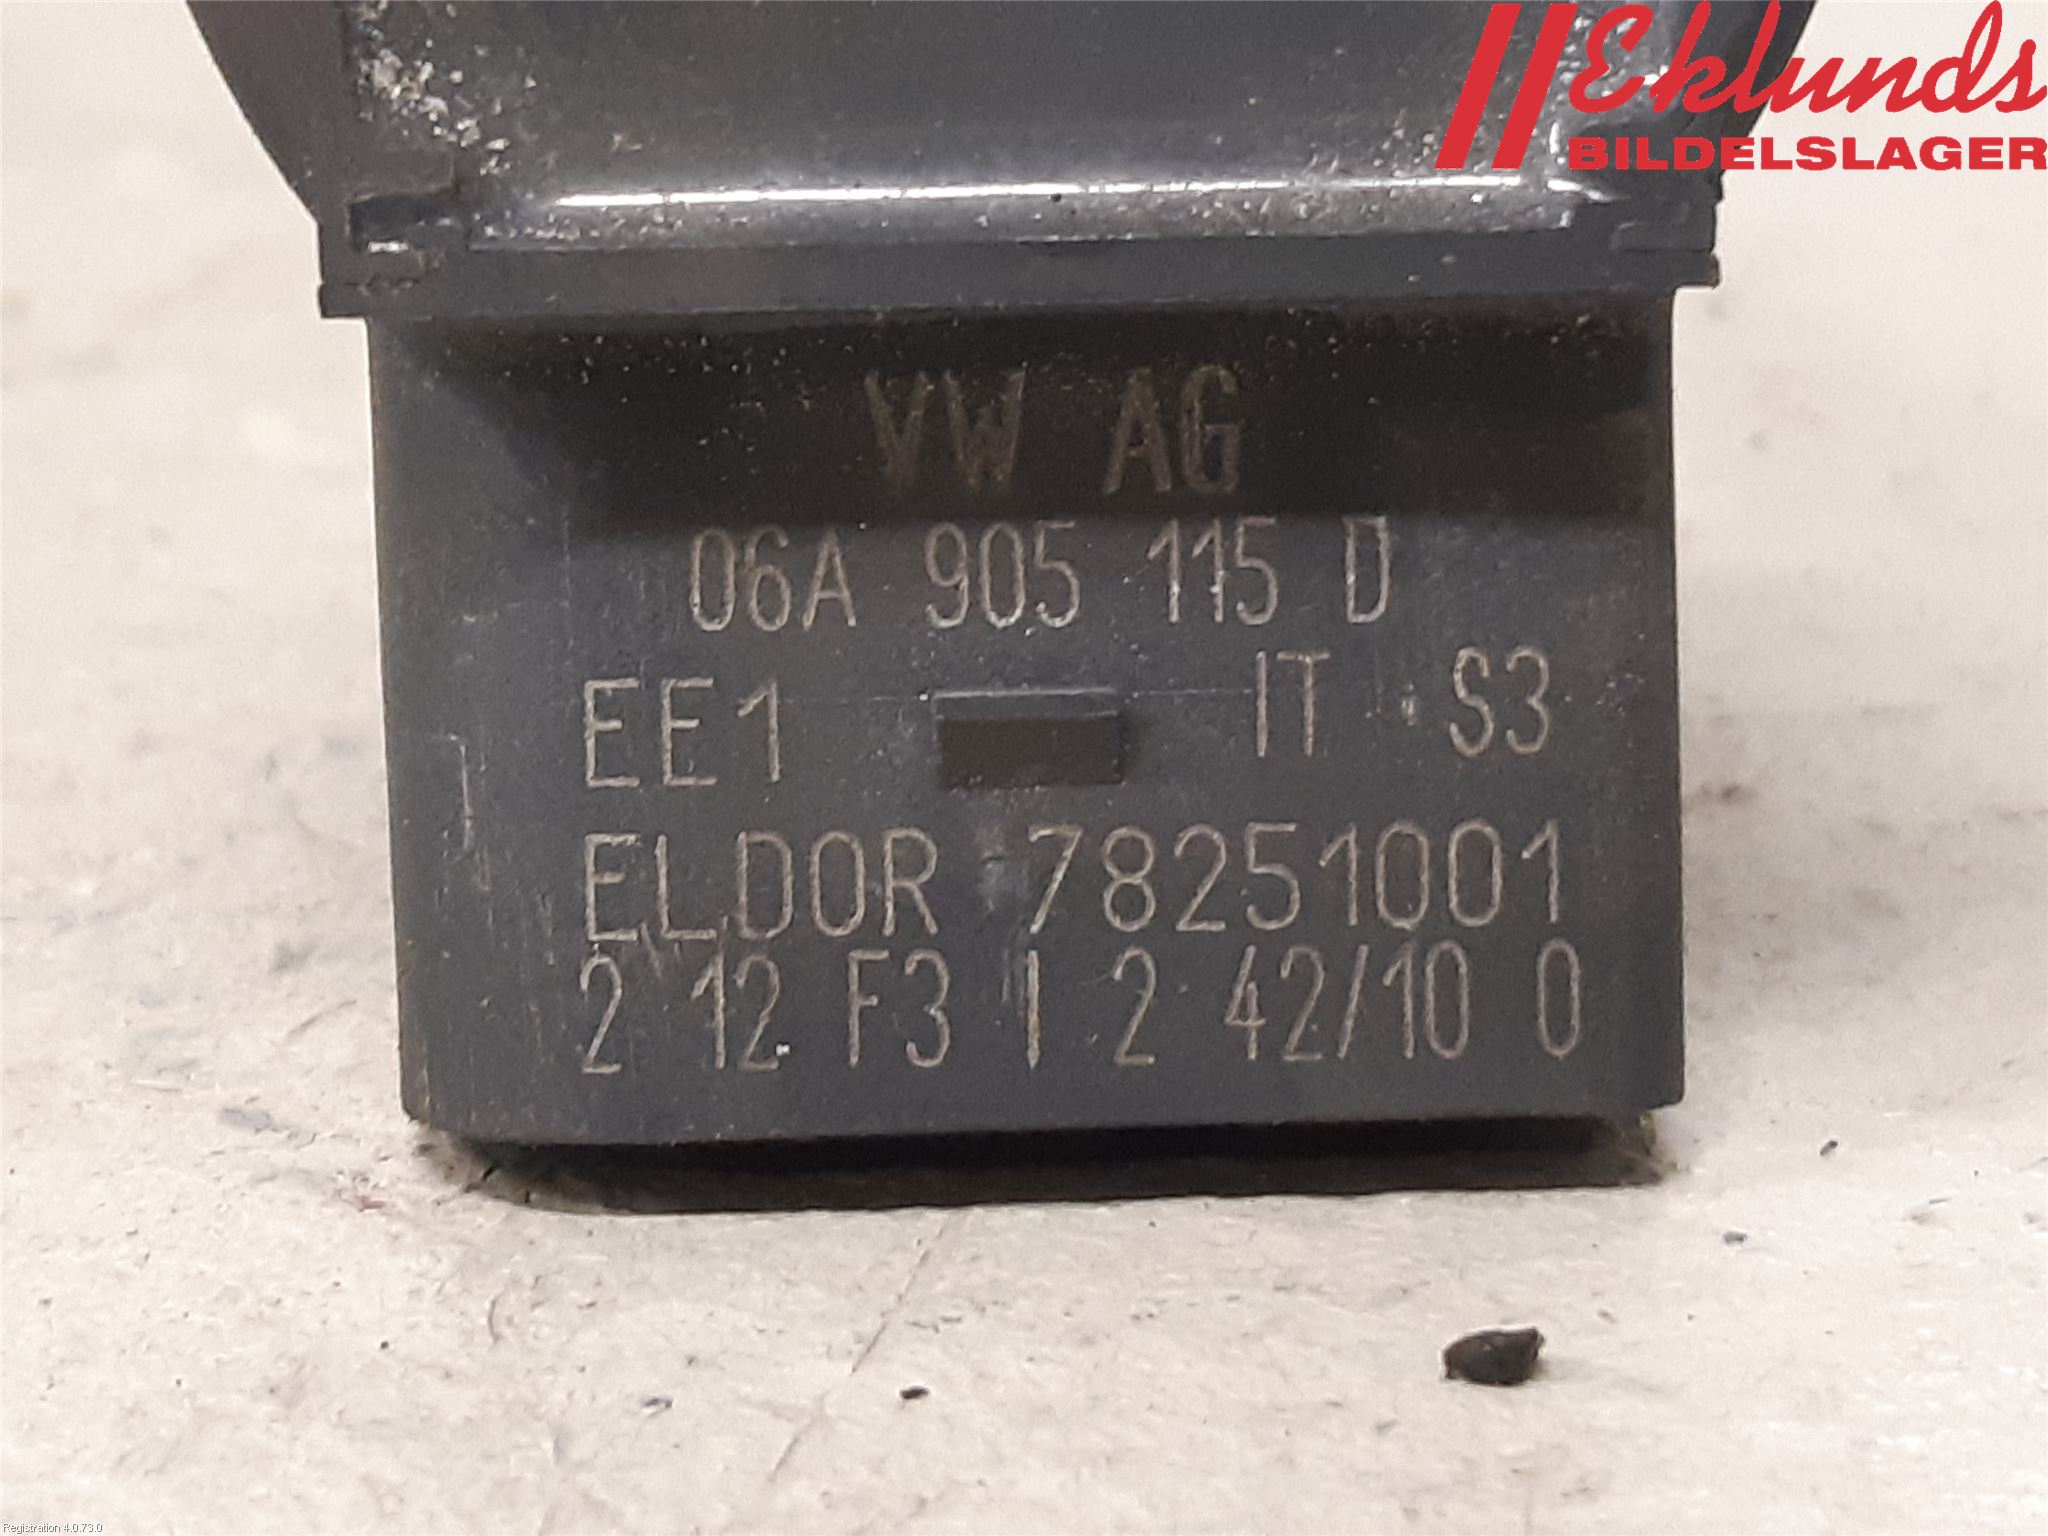 Eklunds
BILDELSLAGER
VW AG
06A 905 115 D
EE1 IT · S3
ELDOR 78251001
2 12 F3 I 2 42/10 0
Registration 4.0.73.0